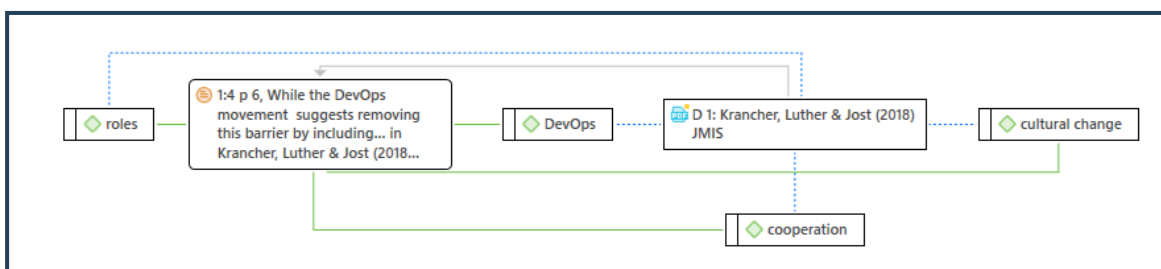 roles
1:4 p 6, While the DevOps
movement suggests removing
this barrier by including... in
Krancher, Luther & Jost (2018...
DevOps
PDF
D 1: Krancher, Luther & Jost (2018)
JMIS
cultural change
cooperation